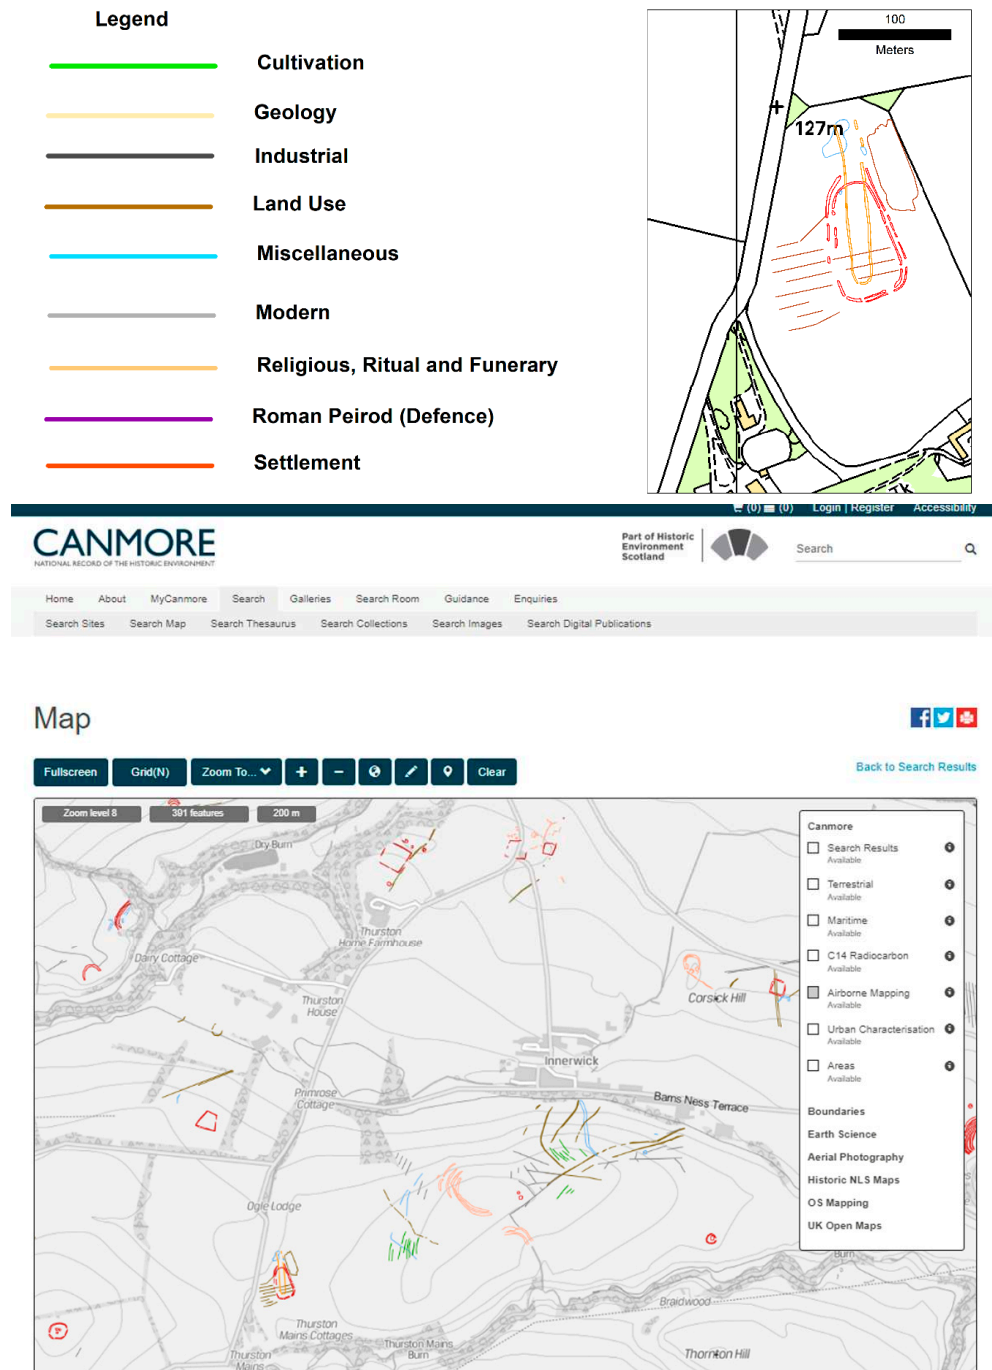 Legend
Cultivation
Geology
Industrial
Land Use
Miscellaneous
Modern
Religious, Ritual and Funerary
Roman Peirod (Defence)
Settlement
100
Meters
127m
(0) (0) Login | Register Accessibility
CANMORE
NATIONAL RECORD OF THE HISTORIC ENVIRONMENT
Part of Historic
Environment
Scotland
Search
Home About MyCanmore Search Galleries Search Room Guidance Enquiries
Search Sites Search Map Search Thesaurus Search Collections Search Images Search Digital Publications
Map
Fullscreen Grid(N) Zoom To... + − Clear
Back to Search Results
Zoom level 8 391 features 200 m
Dry Burn
Thurston
Home Farmhouse
Dairy Cottage
Thurston
House
Corsick Hill
Innerwick
Primrose
Cottage
Barns Ness Terrace
Ogle Lodge
Braidwood
Burn
Thurston
Mains Cottages
Thurston Mains
Burn
Thurston
Mains
Thornton Hill
Canmore
Search Results
Available
Terrestrial
Available
Maritime
Available
C14 Radiocarbon
Available
Airborne Mapping
Available
Urban Characterisation
Available
Areas
Available
Boundaries
Earth Science
Aerial Photography
Historic NLS Maps
OS Mapping
UK Open Maps